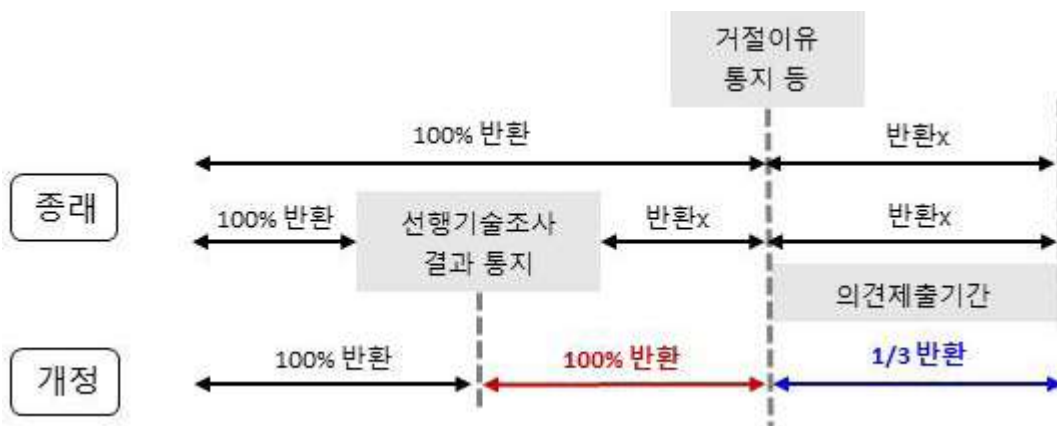 거절이유
통지 등
100% 반환
반환x
종래
100% 반환
선행기술조사
결과 통지
반환x
반환x
의견제출기간
개정
100% 반환
100% 반환
1/3 반환